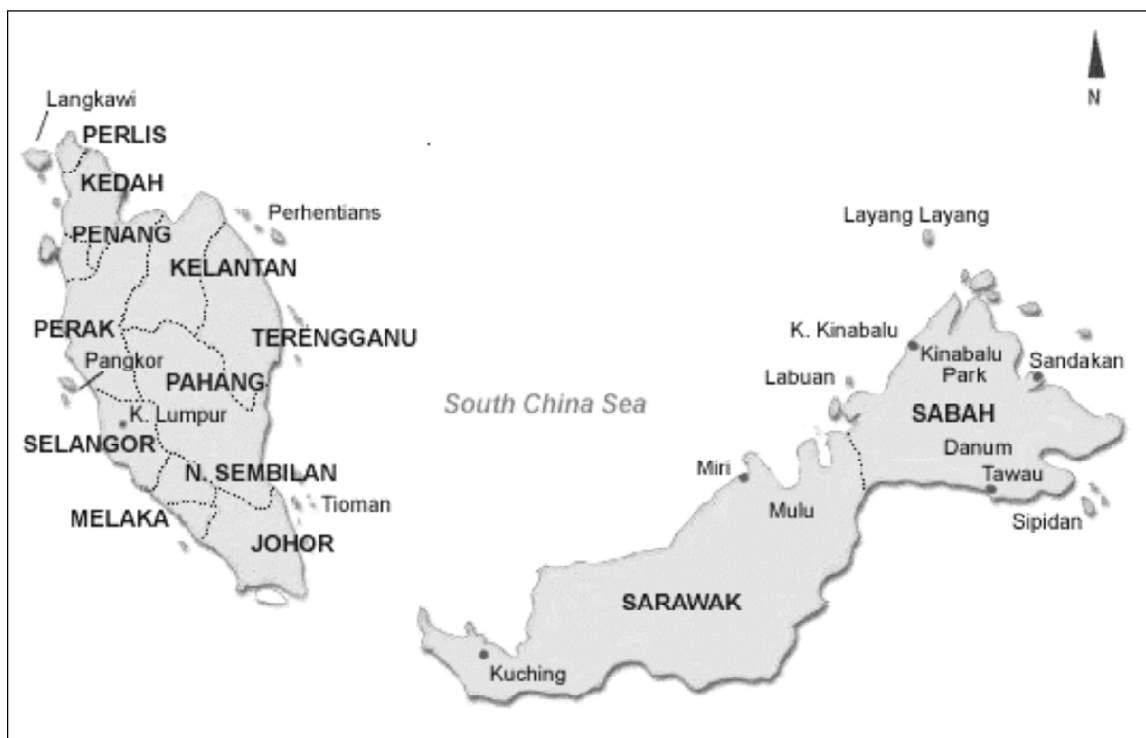 N
Langkawi
PERLIS
KEDAH
Perhentians
PENANG
KELANTAN
PERAK
TERENGGANU
Pangkor
PAHANG
K. Lumpur
SELANGOR
N. SEMBILAN
Tioman
MELAKA
JOHOR
South China Sea
Layang Layang
K. Kinabalu
Kinabalu
Park
Sandakan
Labuan
SABAH
Danum
Miri
Tawau
Mulu
Sipidan
SARAWAK
Kuching